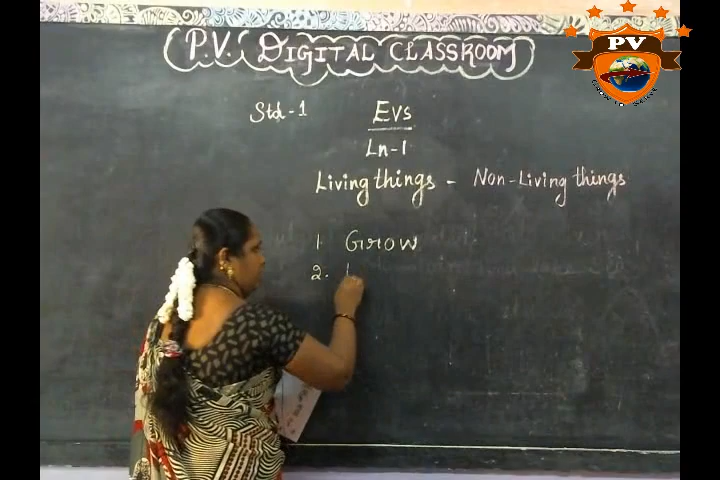 P.V. DIGITAL CLASSROOM
PV
Std - 1
EVS
Ln - 1
Living things - Non-Living things
1. Grow
2.